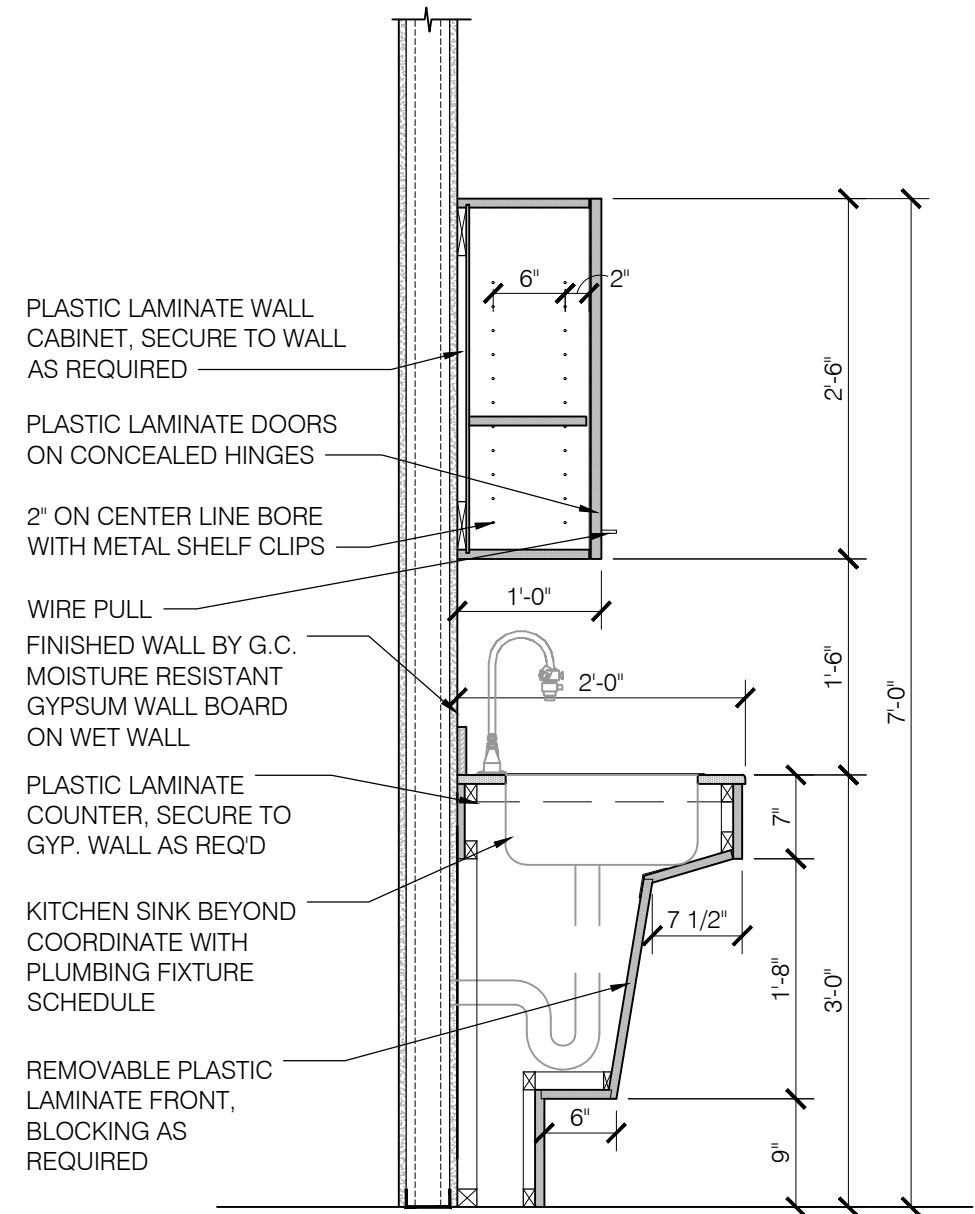 PLASTIC LAMINATE WALL
CABINET, SECURE TO WALL
AS REQUIRED
PLASTIC LAMINATE DOORS
ON CONCEALED HINGES
2" ON CENTER LINE BORE
WITH METAL SHELF CLIPS
WIRE PULL
FINISHED WALL BY G.C.
MOISTURE RESISTANT
GYPSUM WALL BOARD
ON WET WALL
PLASTIC LAMINATE
COUNTER, SECURE TO
GYP. WALL AS REQ'D
KITCHEN SINK BEYOND
COORDINATE WITH
PLUMBING FIXTURE
SCHEDULE
REMOVABLE PLASTIC
LAMINATE FRONT,
BLOCKING AS
REQUIRED
6"
2"
1'-0"
2'-0"
7 1/2"
6"
7"
1'-8"
9"
2'-6"
1'-6"
3'-0"
7'-0"